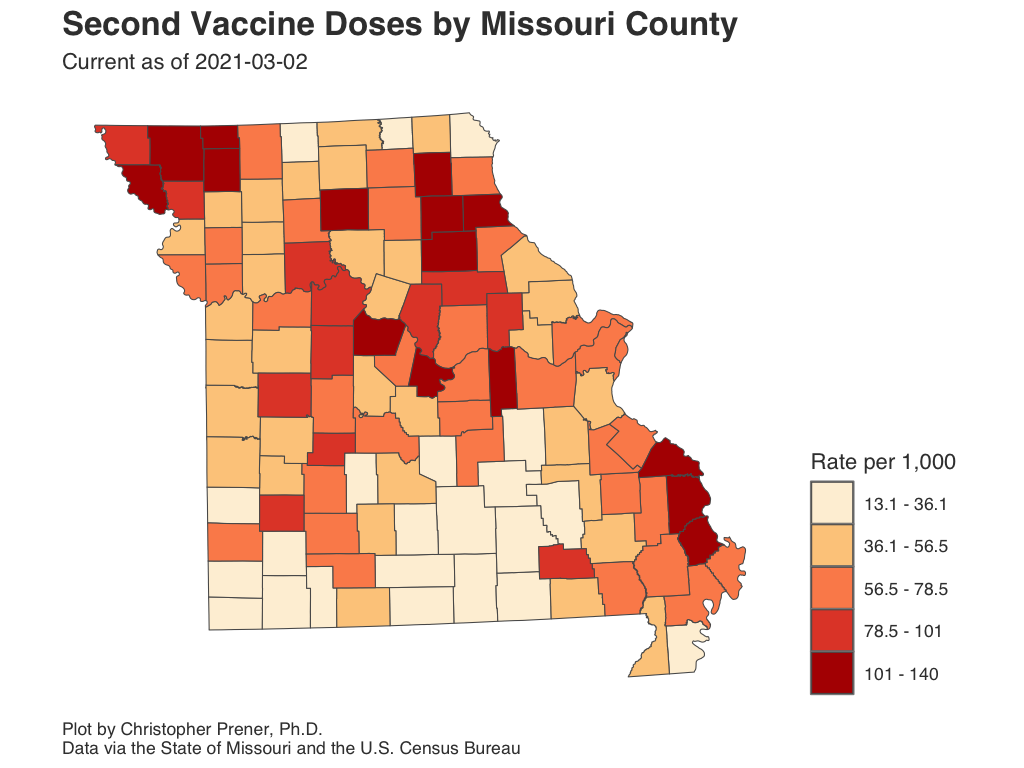 Second Vaccine Doses by Missouri County
Current as of 2021-03-02
Rate per 1,000
13.1 - 36.1
36.1 - 56.5
56.5 - 78.5
78.5 - 101
101 - 140
Plot by Christopher Prener, Ph.D.
Data via the State of Missouri and the U.S. Census Bureau